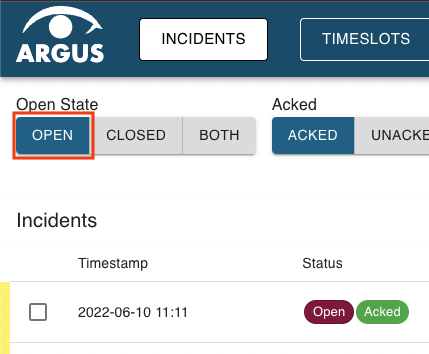 ARGUS
INCIDENTS
TIMESLOTS
Open State
Acked
OPEN
CLOSED
BOTH
ACKED
UNACKE
Incidents
Timestamp
Status
2022-06-10 11:11
Open
Acked